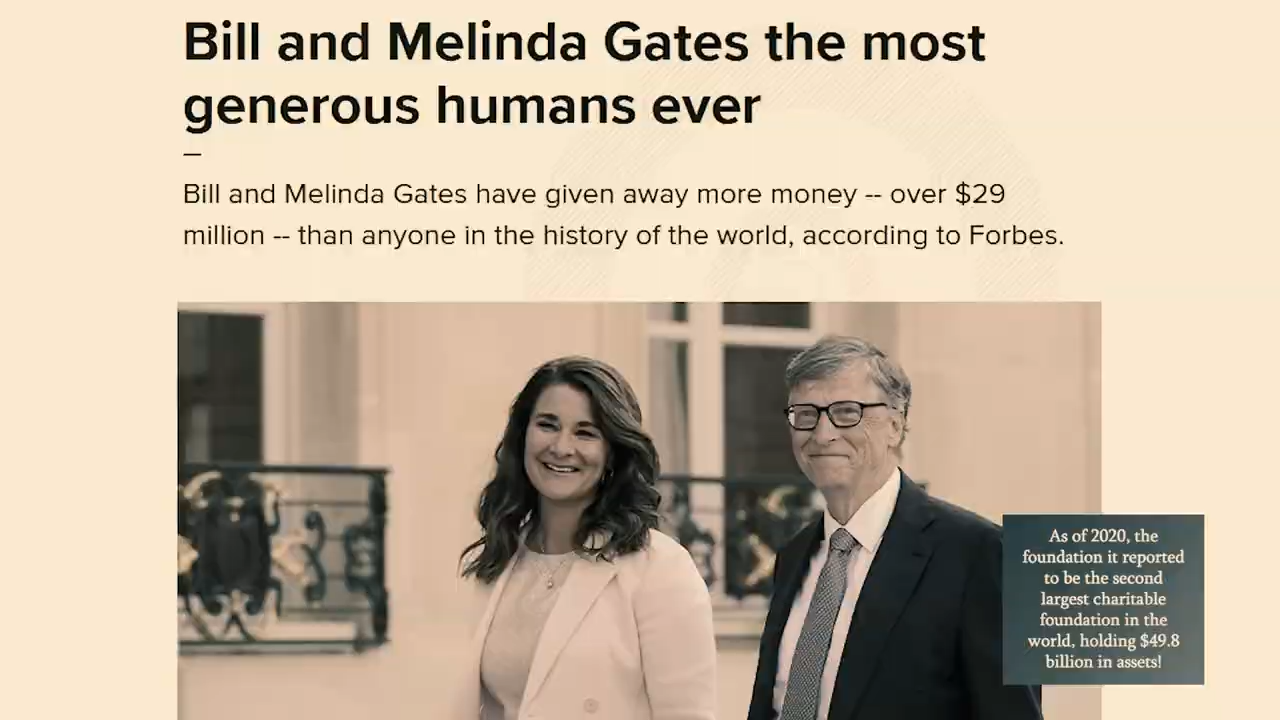 Bill and Melinda Gates the most
generous humans ever
Bill and Melinda Gates have given away more money -- over $29
million -- than anyone in the history of the world, according to Forbes.
As of 2020, the
foundation it reported
to be the second
largest charitable
foundation in the
world, holding $49.8
billion in assets!